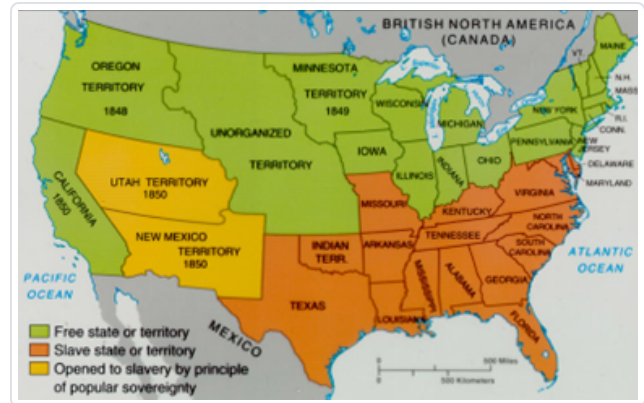 BRITISH NORTH AMERICA
(CANADA)
OREGON
TERRITORY
1848
MINNESOTA
TERRITORY
1849
UNORGANIZED
TERRITORY
WISCONSIN
MICHIGAN
IOWA
ILLINOIS
INDIANA
OHIO
PENNSYLVANIA
NEW YORK
VT.
MAINE
N.H.
MASS
R.I.
CONN.
NEW
JERSEY
DELAWARE
MARYLAND
CALIFORNIA
1850
UTAH TERRITORY
1850
NEW MEXICO
TERRITORY
1850
MISSOURI
KENTUCKY
VIRGINIA
NORTH
CAROLINA
TENNESSEE
SOUTH
CAROLINA
ARKANSAS
INDIAN
TERR.
TEXAS
LOUISIANA
MISSISSIPPI
ALABAMA
GEORGIA
FLORIDA
PACIFIC
OCEAN
ATLANTIC
OCEAN
MEXICO
Free state or territory
Slave state or territory
Opened to slavery by principle
of popular sovereignty
0
500 Miles
0
500 Kilometers